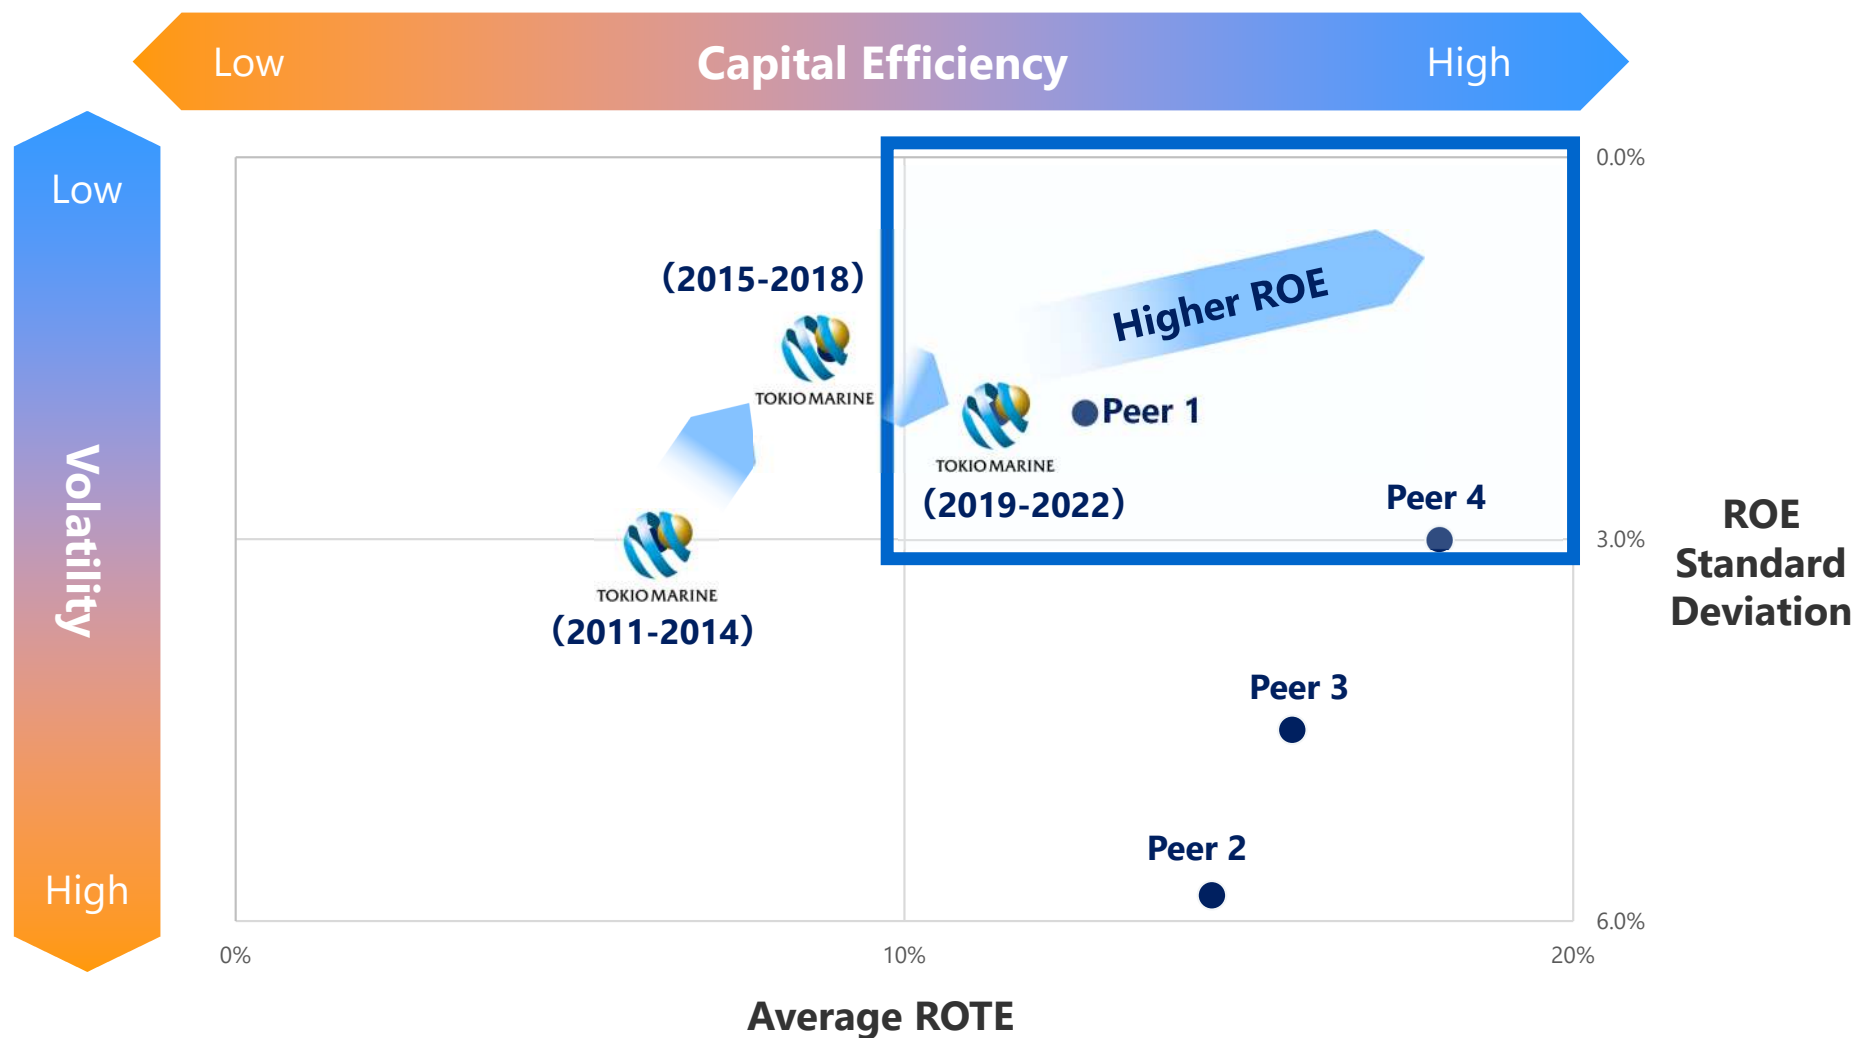 Low
Capital Efficiency
High
Low
Volatility
High
0.0%
(2015-2018)
TOKIO MARINE
Higher ROE
Peer 1
TOKIO MARINE
(2019-2022)
Peer 4
3.0%
TOKIO MARINE
(2011-2014)
ROE
Standard
Deviation
Peer 3
Peer 2
6.0%
0%
10%
20%
Average ROTE